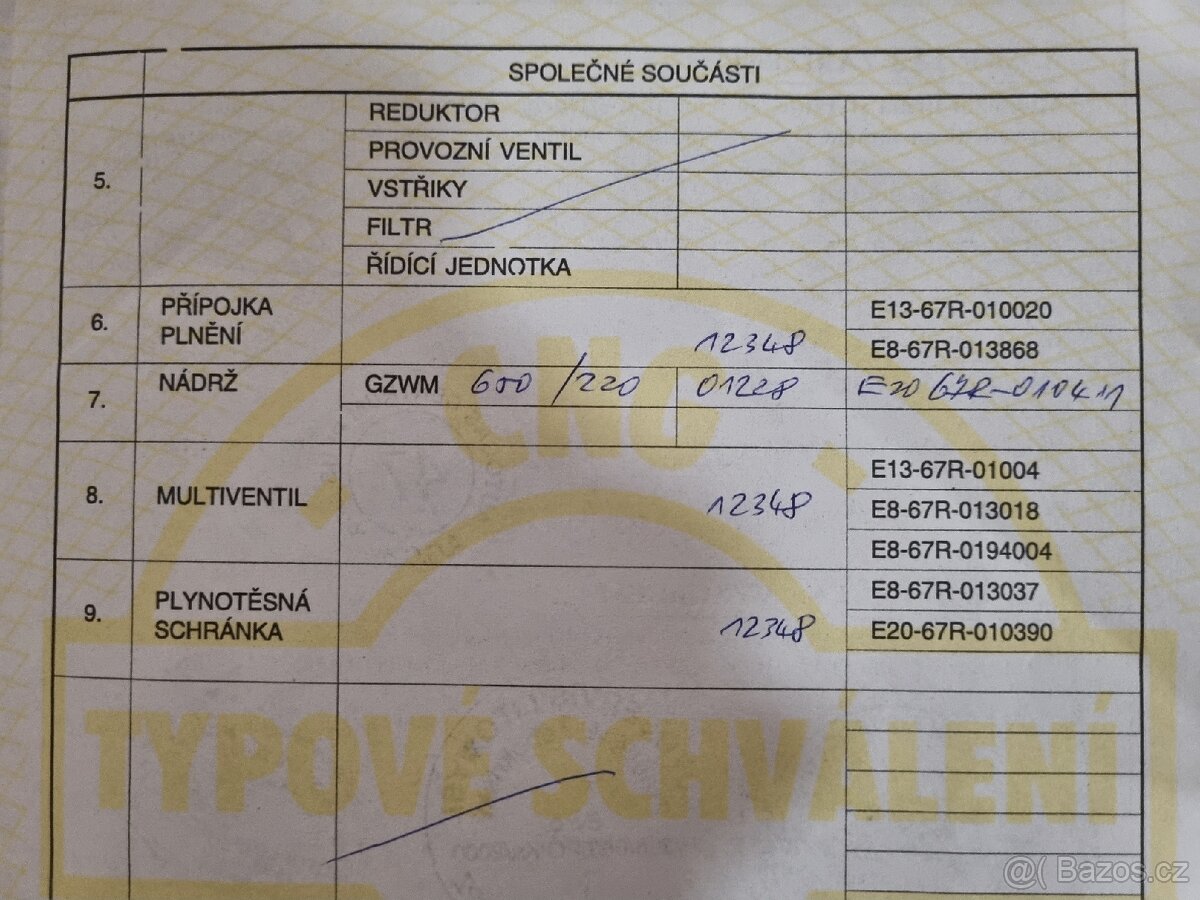 SPOLEČNÉ SOUČÁSTI
5.
REDUKTOR
PROVOZNÍ VENTIL
VSTŘIKY
FILTR
ŘÍDÍCÍ JEDNOTKA
6. PŘÍPOJKA PLNĚNÍ 12348 E13-67R-010020
E8-67R-013868
7. NÁDRŽ GZWM 600 /220 01228 E20 67R-010411
8. MULTIVENTIL 12348 E13-67R-01004
E8-67R-013018
E8-67R-0194004
9. PLYNOTĚSNÁ SCHRÁNKA 12348 E8-67R-013037
E20-67R-010390
CNG
TYPOVÉ SCHVÁLENÍ
@( Bazos.cz